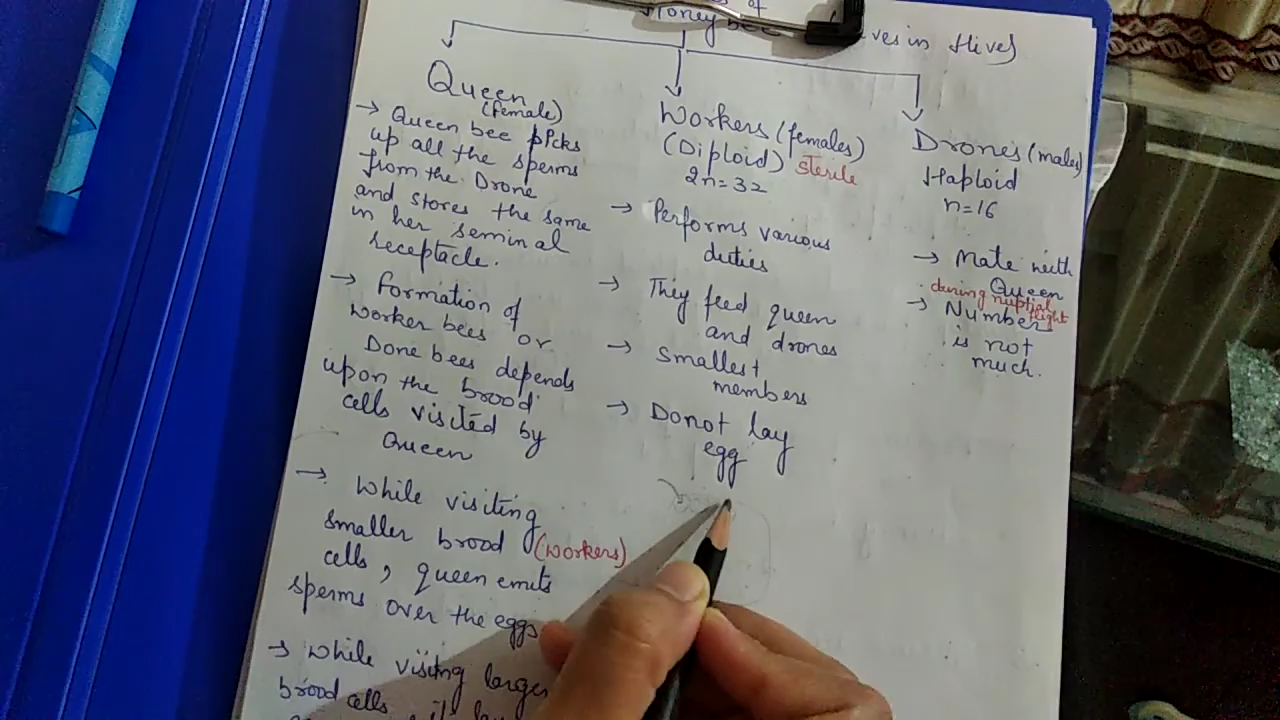 of
Honey bee
ves in Hive)
Queen
(female)
→ Queen bee picks
up all the sperms
from the Drone
and stores the same
in her seminal
receptacle.
→ Formation of
worker bees or
Done bees depends
upon the brood
cells visited by
Queen
→ While visiting
smaller brood (workers)
cells, queen emits
sperms over the eggs
→ While visiting larger
brood cells
Workers (females)
(Diploid) sterile
2n=32
→ Performs various
duties
→ They feed queen
and drones
→ Smallest
members
→ Donot lay
egg
Drones (males)
Haploid
n=16
→ Mate with
Queen
during nuptial
flight
→ Number
is not
much.